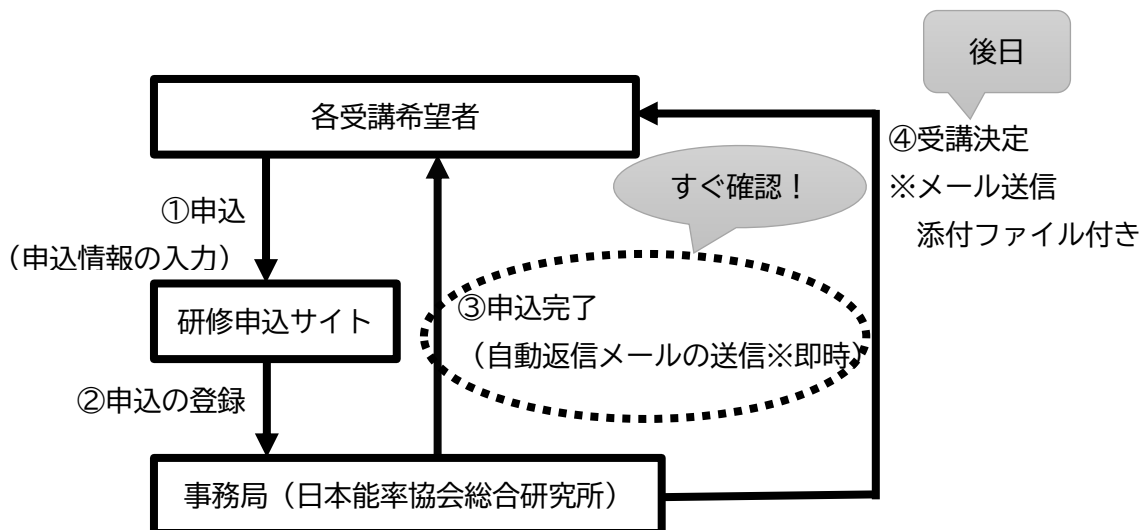 後日
各受講希望者
④受講決定
※メール送信
添付ファイル付き
すぐ確認！
①申込
（申込情報の入力）
研修申込サイト
③申込完了
（自動返信メールの送信※即時）
②申込の登録
事務局（日本能率協会総合研究所）